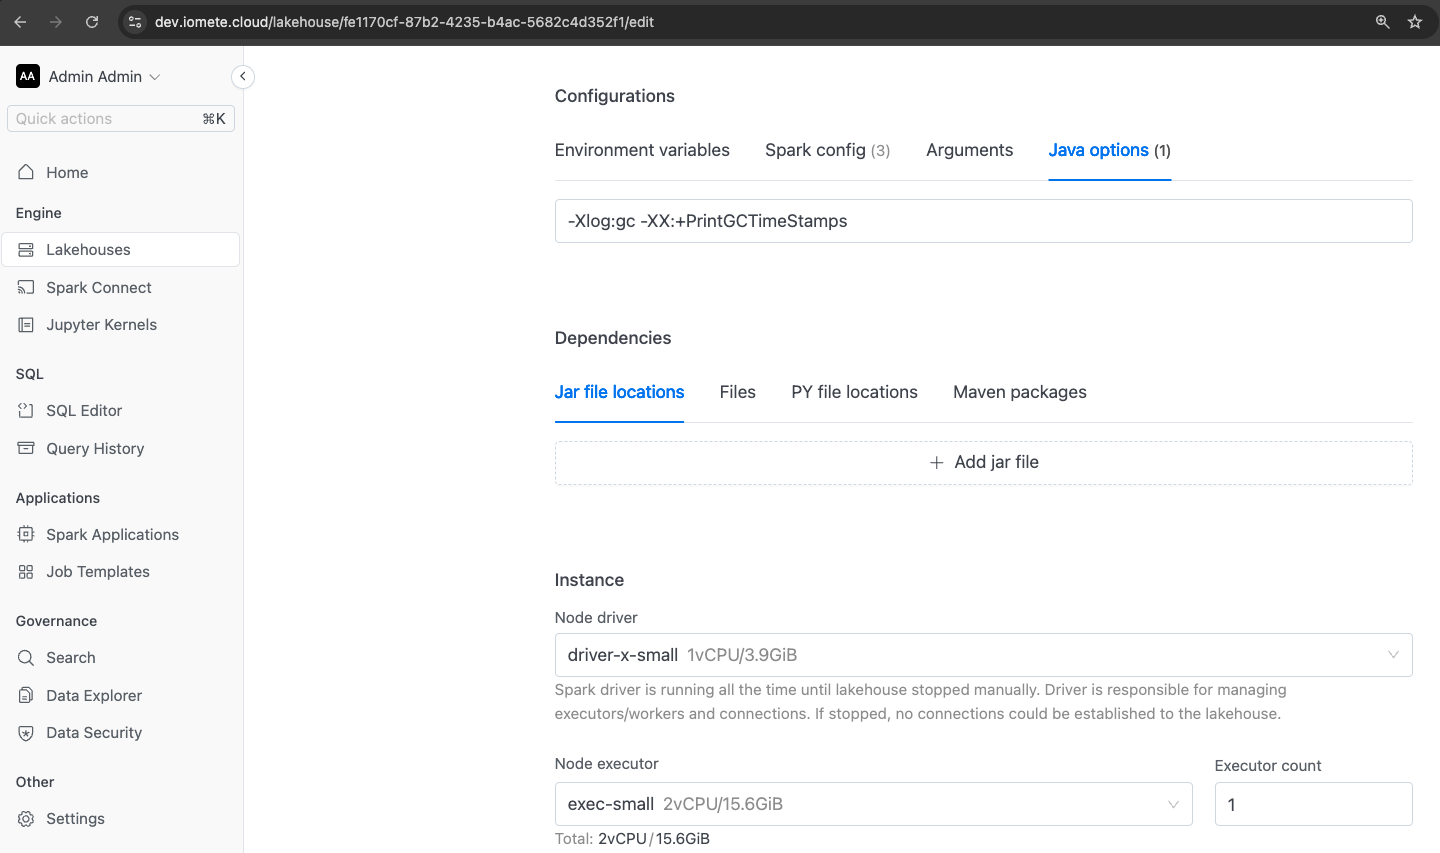 dev.iomete.cloud/lakehouse/fe1170cf-87b2-4235-b4ac-5682c4d352f1/edit
AA Admin Admin
Quick actions ⌘K
Home
Engine
Lakehouses
Spark Connect
Jupyter Kernels
SQL
SQL Editor
Query History
Applications
Spark Applications
Job Templates
Governance
Search
Data Explorer
Data Security
Other
Settings
Configurations
Environment variables Spark config (3) Arguments Java options (1)
-Xlog:gc -XX:+PrintGCTimeStamps
Dependencies
Jar file locations Files PY file locations Maven packages
+ Add jar file
Instance
Node driver
driver-x-small 1vCPU/3.9GiB
Spark driver is running all the time until lakehouse stopped manually. Driver is responsible for managing
executors/workers and connections. If stopped, no connections could be established to the lakehouse.
Node executor Executor count
exec-small 2vCPU/15.6GiB 1
Total: 2vCPU/15.6GiB